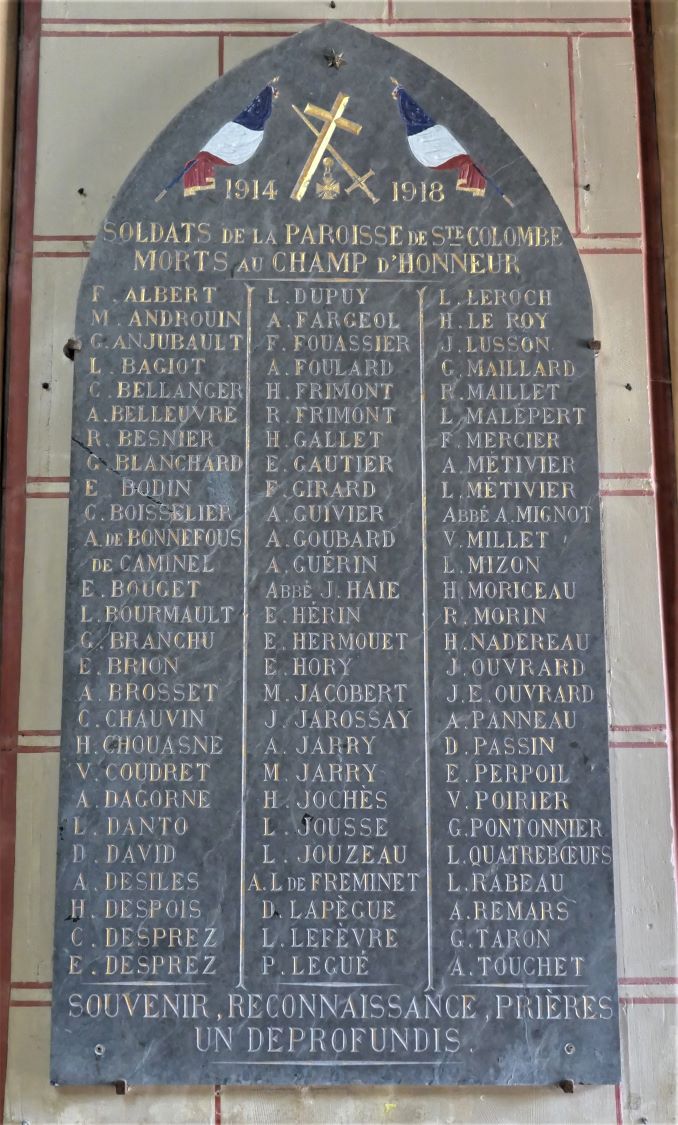 1914 1918
SOLDATS DE LA PAROISSE DE STE COLOMBE
MORTS AU CHAMP D'HONNEUR
F. ALBERT
M. ANDROUIN
G. ANJUBAULT
L. BAGIOT
C. BELLANGER
A. BELLEUVRE
R. BESNIER
G. BLANCHARD
E. BODIN
C. BOISSELIER
A. DE BONNEFOUS
DE CAMINEL
E. BOUGET
L. BOURMAULT
G. BRANCHU
E. BRION
A. BROSSET
C. CHAUVIN
H. CHOUASNE
V. COUDRET
A. DAGORNE
L. DANTO
D. DAVID
A. DESILES
H. DESPOIS
C. DESPREZ
E. DESPREZ
L. DUPUY
A. FARGEOL
F. FOUASSIER
A. FOULARD
H. FRIMONT
R. FRIMONT
H. GALLET
E. GAUTIER
F. GIRARD
A. GUIVIER
A. GOUBARD
A. GUÉRIN
ABBÉ J. HAIE
E. HÉRIN
E. HERMOUET
E. HORY
M. JACOBERT
J. JAROSSAY
A. JARRY
M. JARRY
H. JOCHÈS
L. JOUSSE
L. JOUZEAU
A. L. DE FREMINET
D. LAPÈGUE
L. LEFÈVRE
P. LEGUÉ
L. LEROCH
H. LE ROY
J. LUSSON
G. MAILLARD
R. MAILLET
L. MALÉPERT
F. MERCIER
A. MÉTIVIER
L. MÉTIVIER
ABBÉ A. MIGNOT
V. MILLET
L. MIZON
H. MORICEAU
R. MORIN
H. NADEREAU
J. OUVRARD
J. E. OUVRARD
A. PANNEAU
D. PASSIN
E. PERPOIL
V. POIRIER
G. PONTONNIER
L. QUATREBŒUFS
L. RABEAU
A. REMARS
G. TARON
A. TOUCHET
SOUVENIR, RECONNAISSANCE, PRIÈRES
UN DEPROFUNDIS.